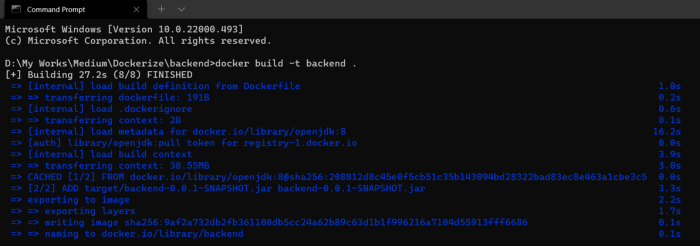 Command Prompt
Microsoft Windows [Version 10.0.22000.493]
(c) Microsoft Corporation. All rights reserved.
D:\My Works\Medium\Dockerize\backend>docker build -t backend .
[+] Building 27.2s (8/8) FINISHED
=> [internal] load build definition from Dockerfile 1.0s
=> => transferring dockerfile: 191B 0.2s
=> [internal] load .dockerignore 0.6s
=> => transferring context: 2B 0.1s
=> [internal] load metadata for docker.io/library/openjdk:8 16.2s
=> [auth] library/openjdk:pull token for registry-1.docker.io 0.0s
=> [internal] load build context 3.9s
=> => transferring context: 38.55MB 3.0s
=> CACHED [1/2] FROM docker.io/library/openjdk:8@sha256:208812d8c45e0f5cb51c35b143094bd28322bad83ec8e463a1cbe3c5 0.0s
=> [2/2] ADD target/backend-0.0.1-SNAPSHOT.jar backend-0.0.1-SNAPSHOT.jar 3.3s
=> exporting to image 2.2s
=> => exporting layers 1.7s
=> => writing image sha256:9af2a732db2fb361100db5cc24a62b89c63d1b1f996216a7104d55913fff6686 0.1s
=> => naming to docker.io/library/backend 0.1s